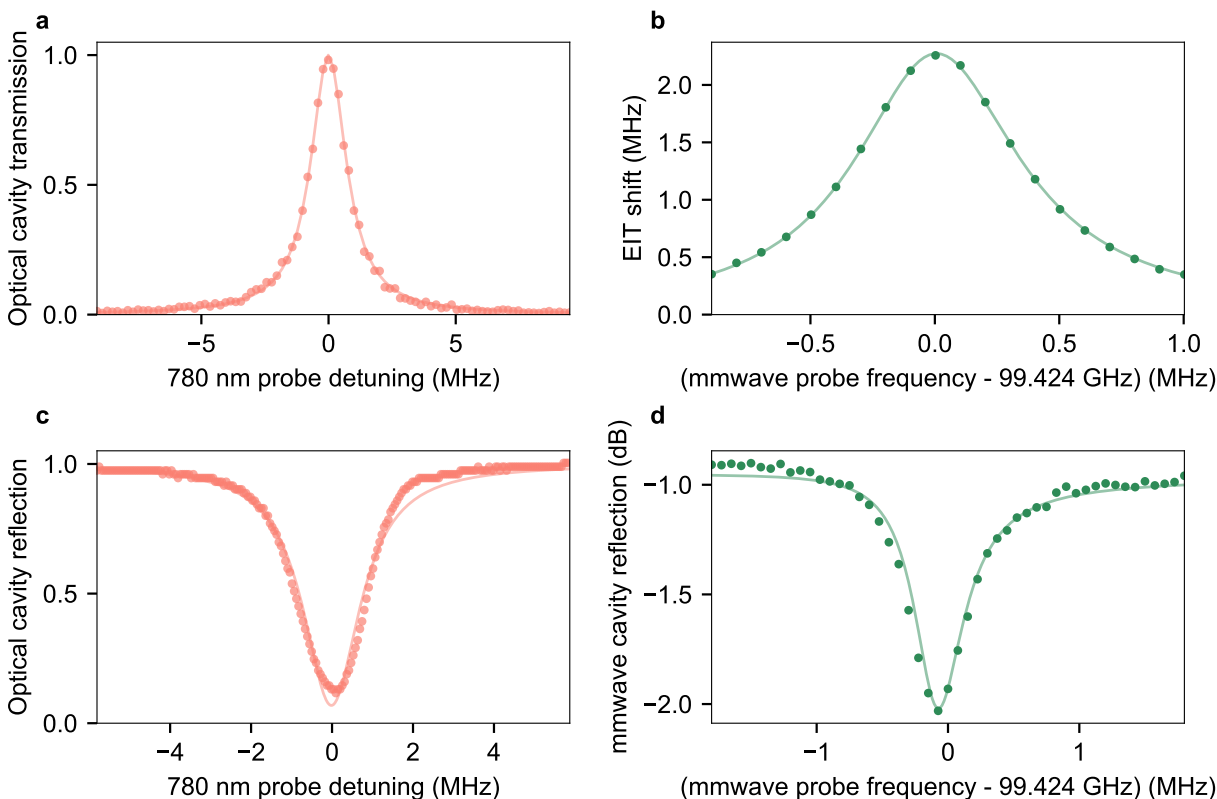 a
Optical cavity transmission
1.0
0.5
0.0
−5
0
5
780 nm probe detuning (MHz)
b
EIT shift (MHz)
2.0
1.5
1.0
0.5
0.0
−0.5
0.0
0.5
1.0
(mmwave probe frequency - 99.424 GHz) (MHz)
c
Optical cavity reflection
1.0
0.5
0.0
−4
−2
0
2
4
780 nm probe detuning (MHz)
d
mmwave cavity reflection (dB)
−1.0
−1.5
−2.0
−1
0
1
(mmwave probe frequency - 99.424 GHz) (MHz)